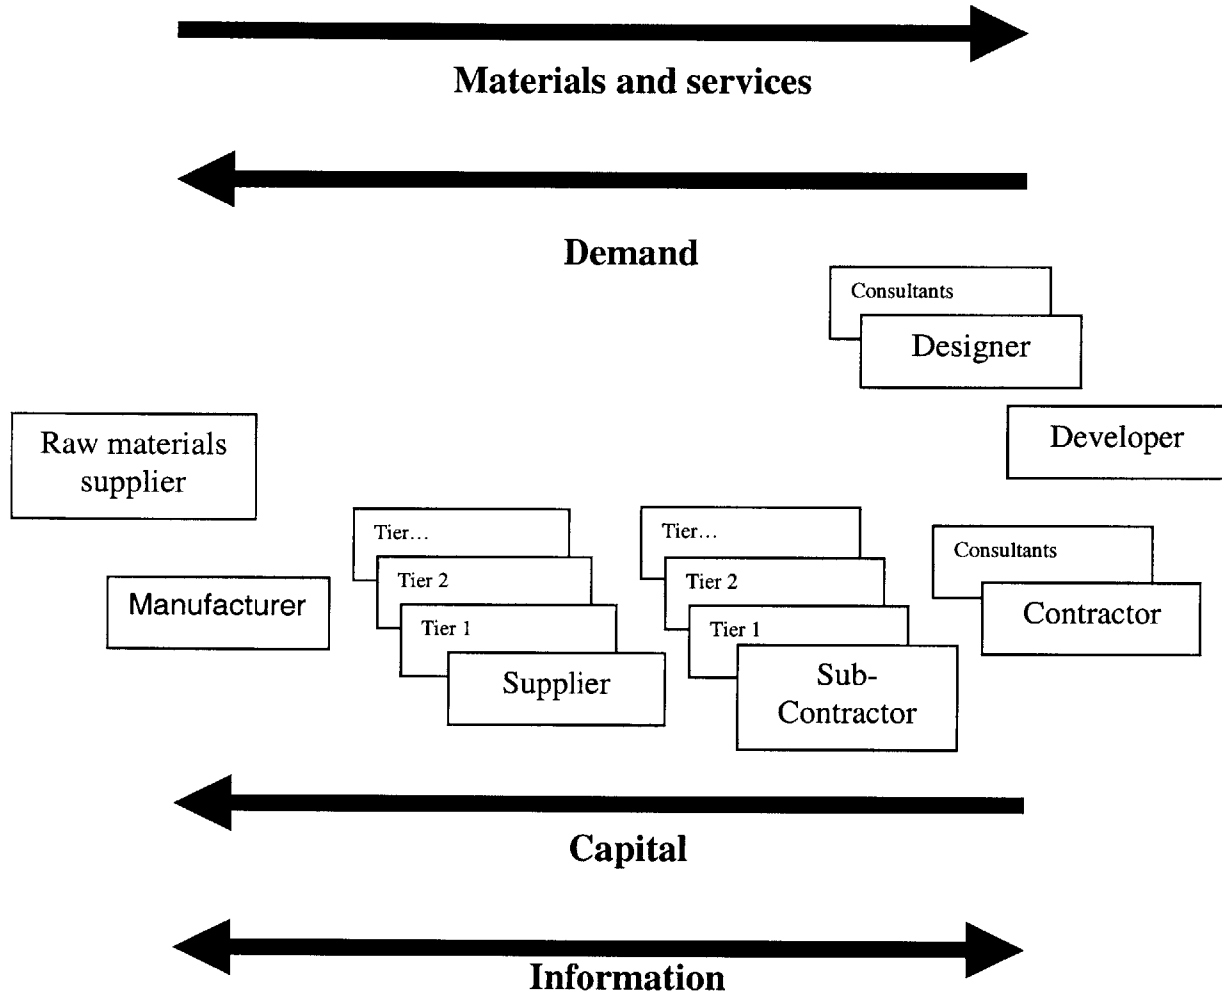 Materials and services
Demand
Consultants
Designer
Developer
Raw materials
supplier
Manufacturer
Tier...
Tier 2
Tier 1
Supplier
Tier...
Tier 2
Tier 1
Sub-
Contractor
Consultants
Contractor
Capital
Information